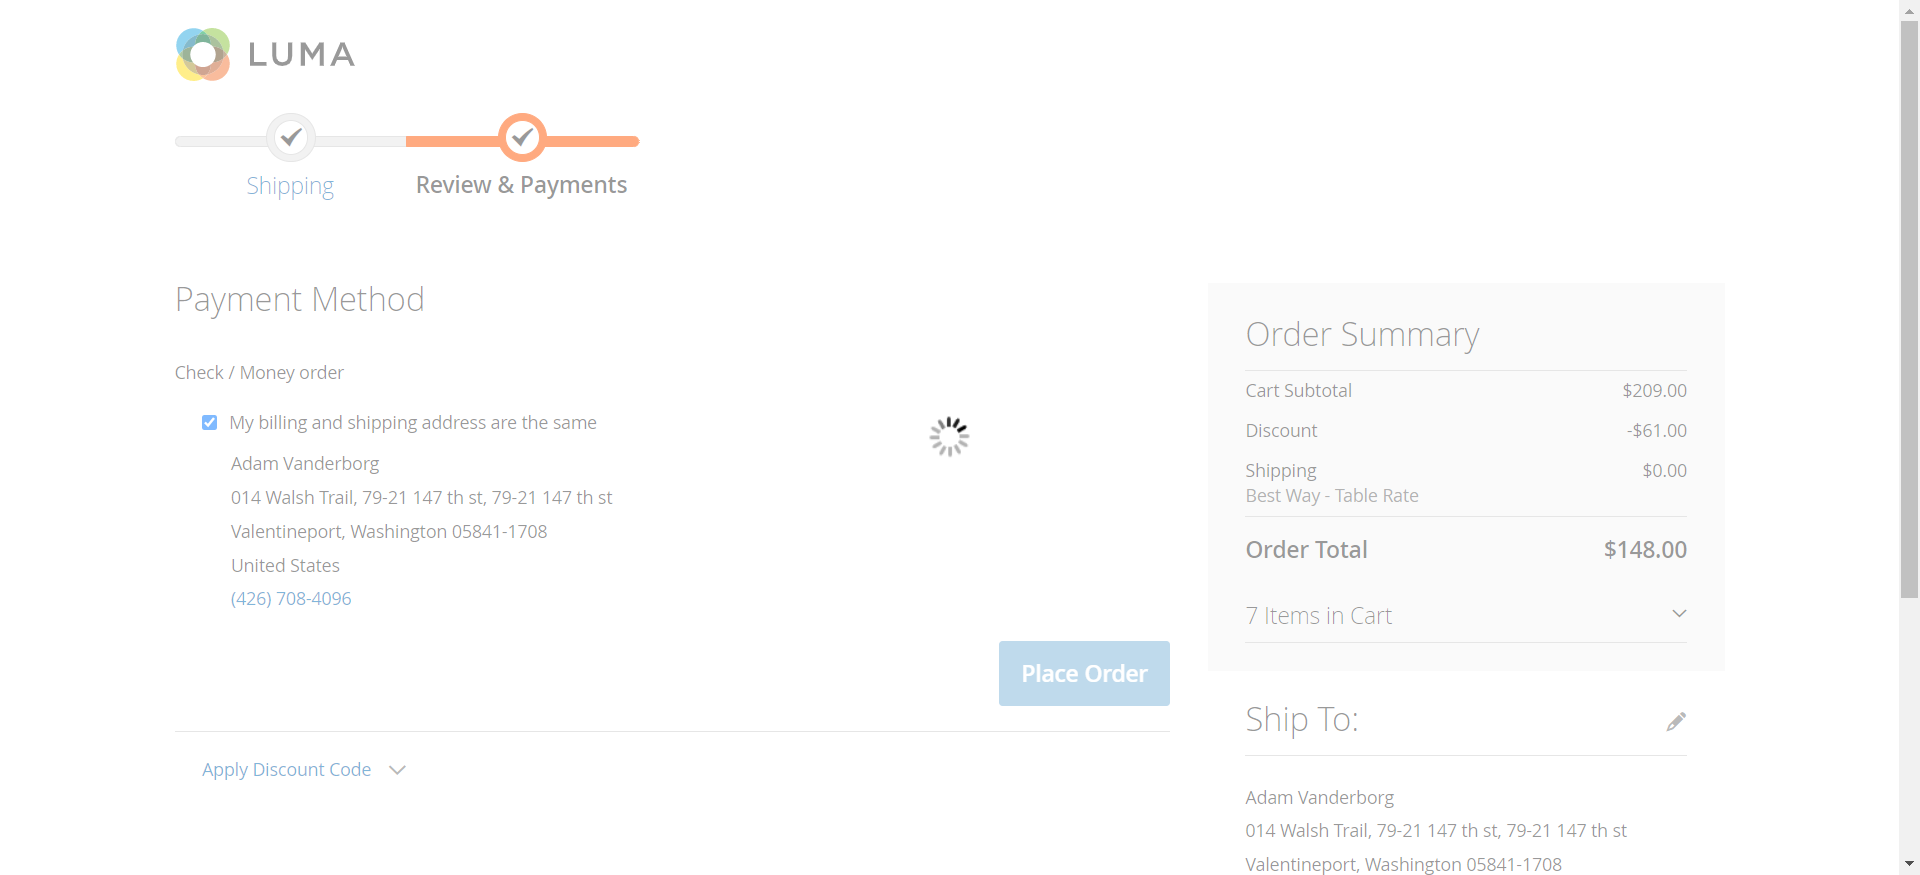 LUMA
Shipping
Review & Payments
Payment Method
Check / Money order
My billing and shipping address are the same
Adam Vanderborg
014 Walsh Trail, 79-21 147 th st, 79-21 147 th st
Valentineport, Washington 05841-1708
United States
(426) 708-4096
Place Order
Apply Discount Code
Order Summary
Cart Subtotal $209.00
Discount -$61.00
Shipping $0.00
Best Way - Table Rate
Order Total $148.00
7 Items in Cart
Ship To:
Adam Vanderborg
014 Walsh Trail, 79-21 147 th st, 79-21 147 th st
Valentineport, Washington 05841-1708